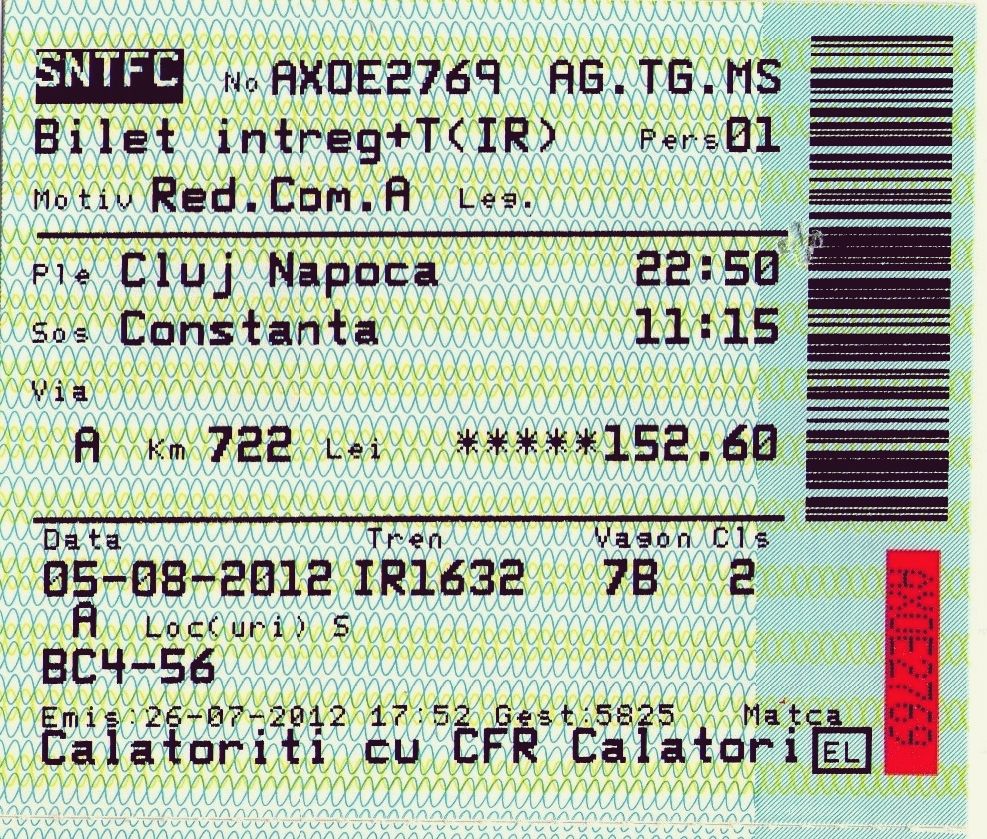 SNTFC No AXOE2769 AG.TG.MS
Bilet intreg+T(IR) Pers 01
Motiv Red.Com.A Leg.
Ple Cluj Napoca 22:50
Sos Constanta 11:15
Via
A Km 722 Lei *****152.60
Data Tren Vagon Cls
05-08-2012 IR1632 7B 2
A Loc(uri) S
BC4-56
Emis:26-07-2012 17:52 Gest:5825 Matca
Calatoriti cu CFR Calatori EL
AXOE2769